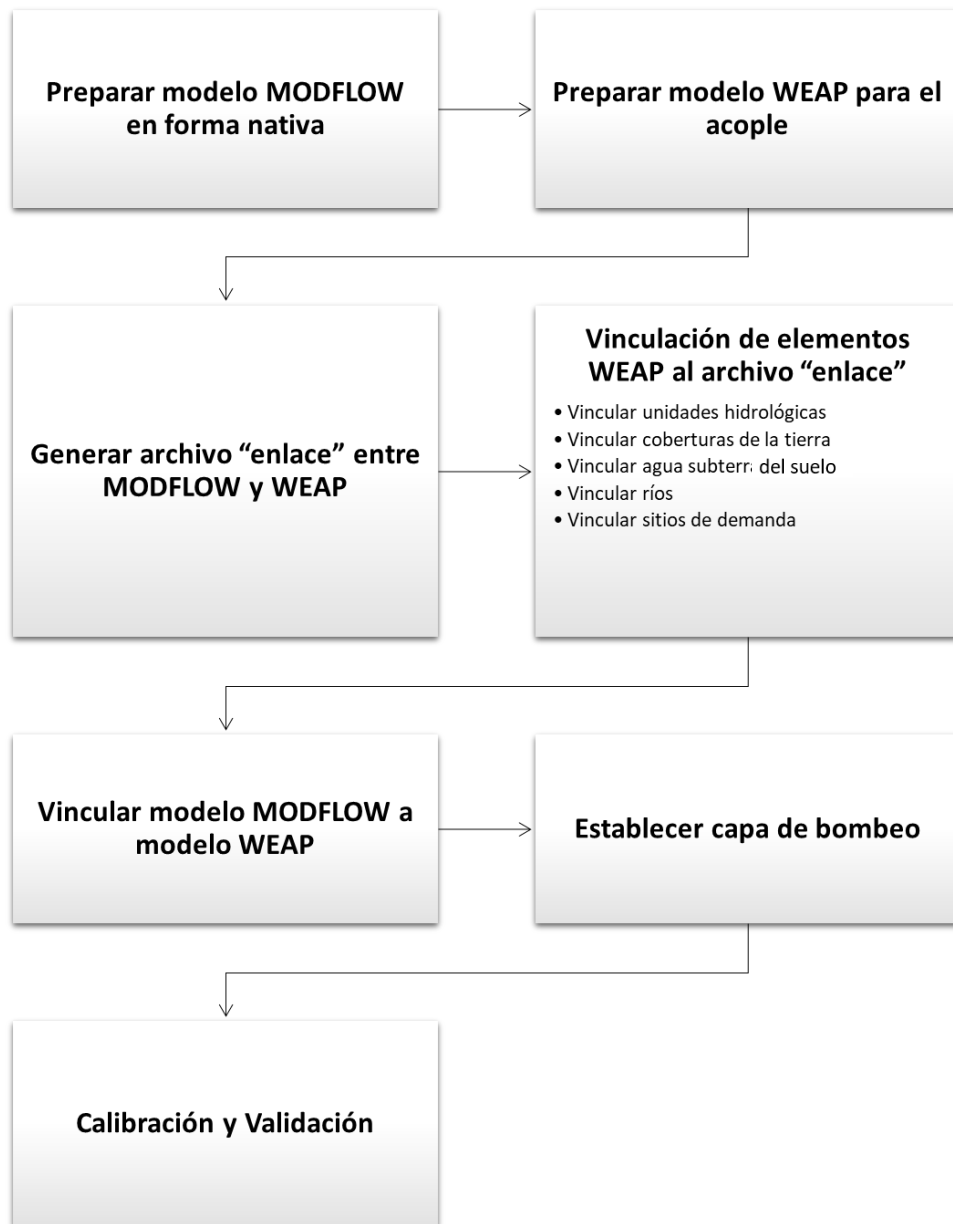 Preparar modelo MODFLOW
en forma nativa
Preparar modelo WEAP para el
acople
Generar archivo “enlace” entre
MODFLOW y WEAP
Vinculación de elementos
WEAP al archivo “enlace”
• Vincular unidades hidrológicas
• Vincular coberturas de la tierra
• Vincular agua subterr del suelo
• Vincular ríos
• Vincular sitios de demanda
Vincular modelo MODFLOW a
modelo WEAP
Establecer capa de bombeo
Calibración y Validación